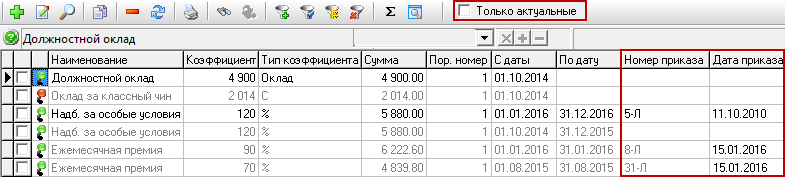 Σ Только актуальные
Должностной оклад
Наименование Коэффициент Тип коэффициента Сумма Пор. номер С даты По дату Номер приказа Дата приказа
Должностной оклад 4 900 Оклад 4 900.00 1 01.10.2014
Оклад за классный чин 2 014 С 2 014.00 1 01.10.2014
Надб. за особые условия 120 % 5 880.00 1 01.01.2016 31.12.2016 5-Л 11.10.2010
Надб. за особые условия 120 % 5 880.00 1 01.10.2014 31.12.2015
Ежемесячная премия 90 % 6 222.60 1 01.01.2016 31.01.2016 8-Л 15.01.2016
Ежемесячная премия 70 % 4 839.80 1 01.08.2015 31.08.2015 31-Л 15.01.2016